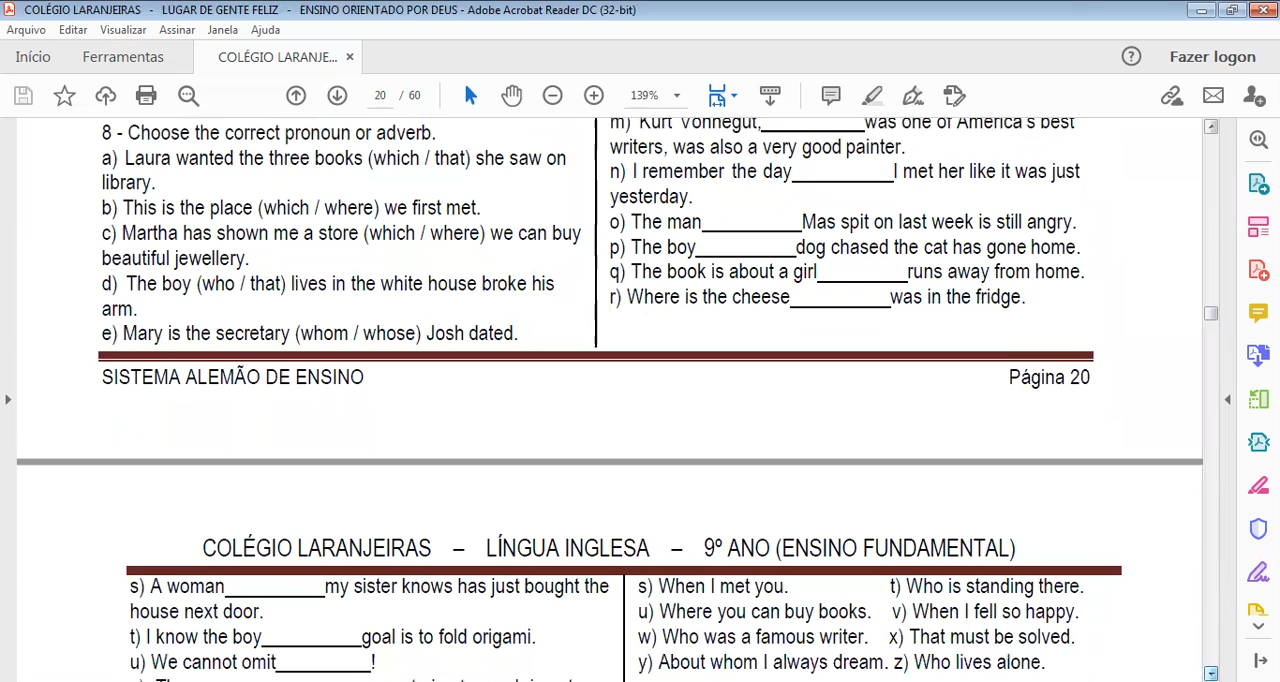 COLÉGIO LARANJEIRAS - LUGAR DE GENTE FELIZ - ENSINO ORIENTADO POR DEUS - Adobe Acrobat Reader DC (32-bit)
Arquivo Editar Visualizar Assinar Janela Ajuda
Início Ferramentas COLÉGIO LARANJE... × Fazer logon
20 / 60 139%
8 - Choose the correct pronoun or adverb.
a) Laura wanted the three books (which / that) she saw on
library.
b) This is the place (which / where) we first met.
c) Martha has shown me a store (which / where) we can buy
beautiful jewellery.
d) The boy (who / that) lives in the white house broke his
arm.
e) Mary is the secretary (whom / whose) Josh dated.
m) Kurt Vonnegut,__________was one of America's best
writers, was also a very good painter.
n) I remember the day__________I met her like it was just
yesterday.
o) The man__________Mas spit on last week is still angry.
p) The boy__________dog chased the cat has gone home.
q) The book is about a girl_________runs away from home.
r) Where is the cheese__________was in the fridge.
SISTEMA ALEMÃO DE ENSINO Página 20
COLÉGIO LARANJEIRAS – LÍNGUA INGLESA – 9º ANO (ENSINO FUNDAMENTAL)
s) A woman__________my sister knows has just bought the
house next door.
t) I know the boy__________goal is to fold origami.
u) We cannot omit__________!
s) When I met you. t) Who is standing there.
u) Where you can buy books. v) When I fell so happy.
w) Who was a famous writer. x) That must be solved.
y) About whom I always dream. z) Who lives alone.